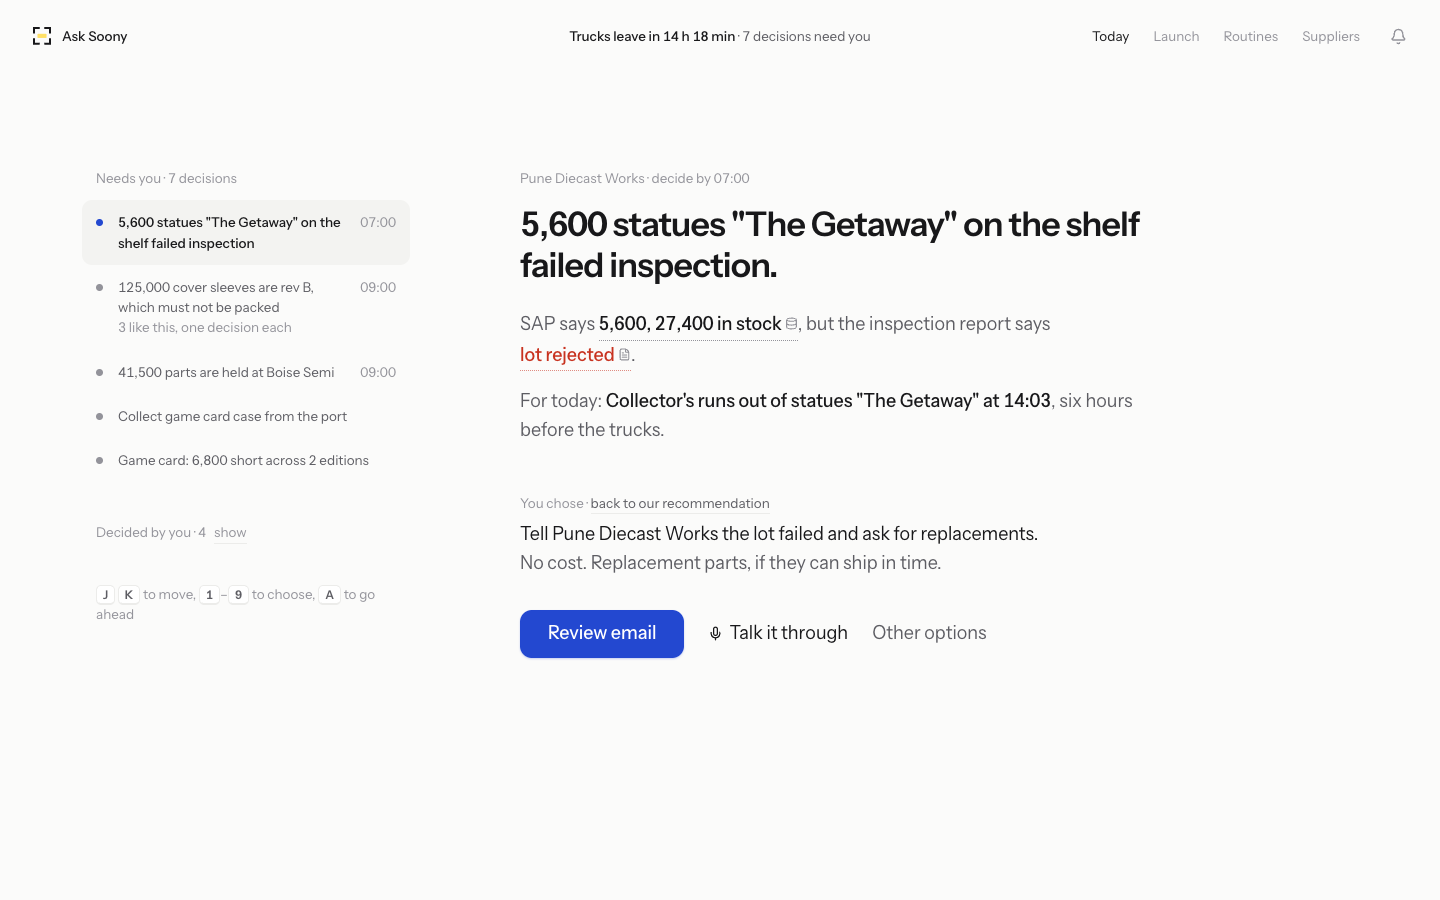 Ask Soony
Trucks leave in 14 h 18 min · 7 decisions need you
Today
Launch
Routines
Suppliers
Needs you · 7 decisions
5,600 statues "The Getaway" on the
shelf failed inspection
07:00
125,000 cover sleeves are rev B,
which must not be packed
09:00
3 like this, one decision each
41,500 parts are held at Boise Semi
09:00
Collect game card case from the port
Game card: 6,800 short across 2 editions
Decided by you · 4 show
J K to move, 1–9 to choose, A to go
ahead
Pune Diecast Works · decide by 07:00
5,600 statues "The Getaway" on the shelf
failed inspection.
SAP says 5,600, 27,400 in stock, but the inspection report says
lot rejected.
For today: Collector's runs out of statues "The Getaway" at 14:03, six hours
before the trucks.
You chose · back to our recommendation
Tell Pune Diecast Works the lot failed and ask for replacements.
No cost. Replacement parts, if they can ship in time.
Review email
Talk it through
Other options